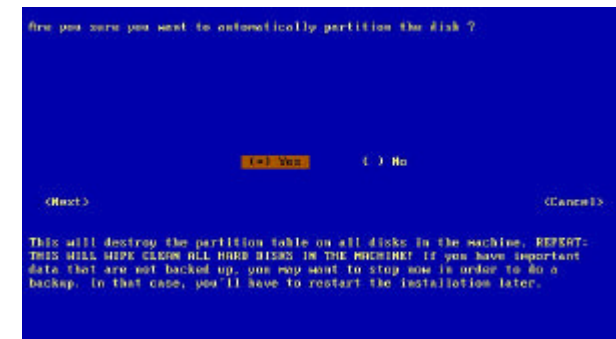 Are you sure you want to automatically partition the disk ?
(*) Yes ( ) No
<Next> <Cancel>
This will destroy the partition table on all disks in the machine. REPEAT:
THIS WILL WIPE CLEAN ALL HARD DISKS IN THE MACHINE! If you have important
data that are not backed up, you may want to stop now in order to do a
backup. In that case, you'll have to restart the installation later.